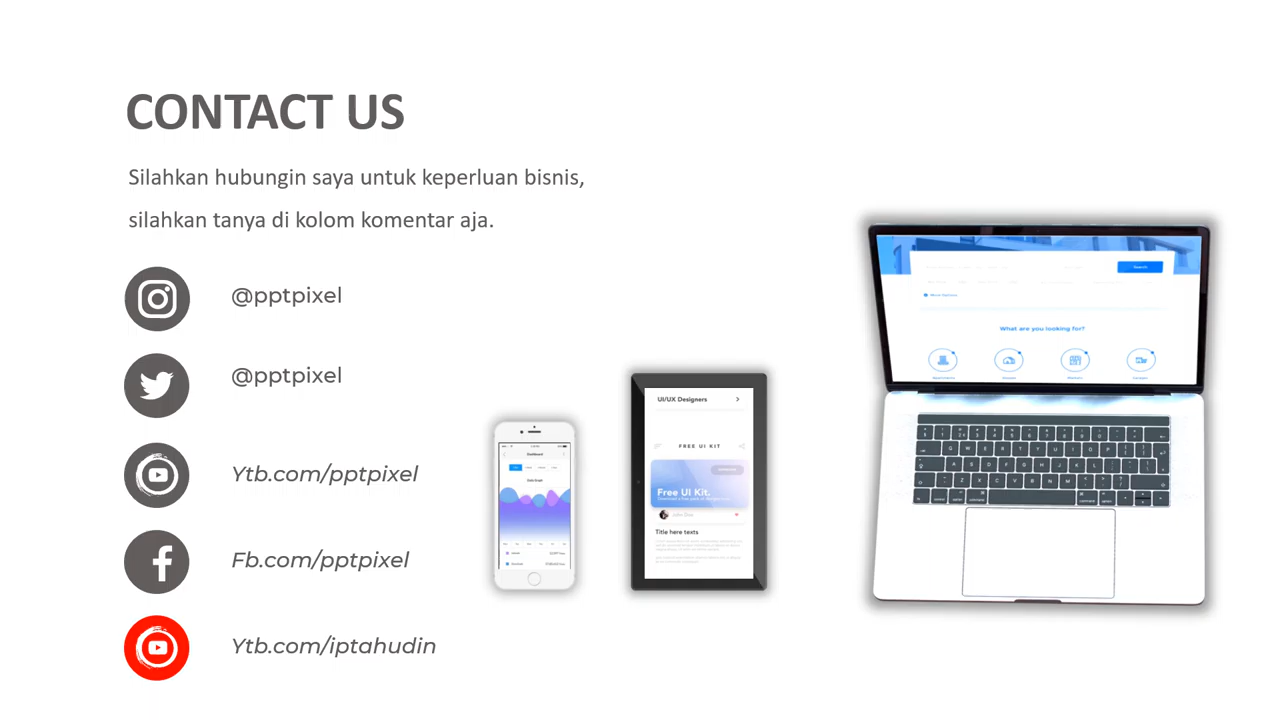 CONTACT US
Silahkan hubungin saya untuk keperluan bisnis,
silahkan tanya di kolom komentar aja.
@pptpixel
@pptpixel
Ytb.com/pptpixel
Fb.com/pptpixel
Ytb.com/iptahudin
Dashboard
UI/UX Designers
FREE UI KIT
Free UI Kit.
Title here texts
What are you looking for?